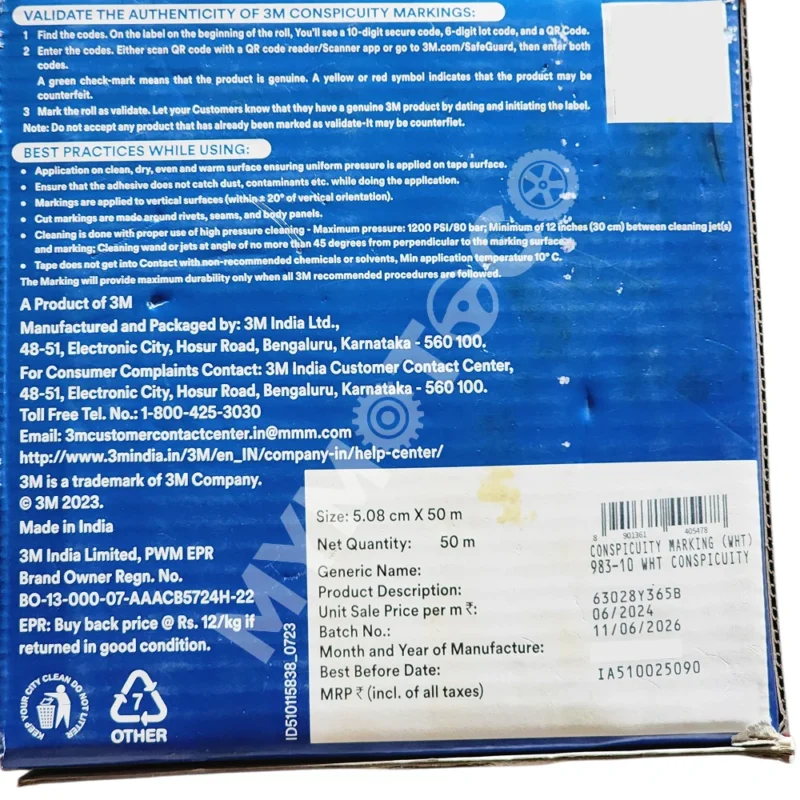 VALIDATE THE AUTHENTICITY OF 3M CONSPICUITY MARKINGS:
1 Find the codes. On the label on the beginning of the roll, You'll see a 10-digit secure code, 6-digit lot code, and a QR Code.
2 Enter the codes. Either scan QR code with a QR code reader/Scanner app or go to 3M.com/SafeGuard, then enter both
codes.
A green check-mark means that the product is genuine. A yellow or red symbol indicates that the product may be
counterfeit.
3 Mark the roll as validate. Let your Customers know that they have a genuine 3M product by dating and initiating the label.
Note: Do not accept any product that has already been marked as validate-It may be counterfiet.
BEST PRACTICES WHILE USING:
• Application on clean, dry, even and warm surface ensuring uniform pressure is applied on tape surface.
• Ensure that the adhesive does not catch dust, contaminants etc. while doing the application.
• Markings are applied to vertical surfaces (within ± 20° of vertical orientation).
• Cut markings are made around rivets, seams, and body panels.
• Cleaning is done with proper use of high pressure cleaning - Maximum pressure: 1200 PSI/80 bar; Minimum of 12 inches (30 cm) between cleaning jet(s)
and marking; Cleaning wand or jets at angle of no more than 45 degrees from perpendicular to the marking surface.
• Tape does not get into Contact with non-recommended chemicals or solvents, Min application temperature 10° C.
The Marking will provide maximum durability only when all 3M recommended procedures are followed.
A Product of 3M
Manufactured and Packaged by: 3M India Ltd.,
48-51, Electronic City, Hosur Road, Bengaluru, Karnataka - 560 100.
For Consumer Complaints Contact: 3M India Customer Contact Center,
48-51, Electronic City, Hosur Road, Bengaluru, Karnataka - 560 100.
Toll Free Tel. No.: 1-800-425-3030
Email: 3mcustomercontactcenter.in@mmm.com
http://www.3mindia.in/3M/en_IN/company-in/help-center/
3M is a trademark of 3M Company.
© 3M 2023.
Made in India
3M India Limited, PWM EPR
Brand Owner Regn. No.
BO-13-000-07-AAACB5724H-22
EPR: Buy back price @ Rs. 12/kg if
returned in good condition.
KEEP YOUR CITY CLEAN DO NOT LITTER
7
OTHER
ID510115838_0723
Size: 5.08 cm X 50 m
Net Quantity: 50 m
Generic Name:
Product Description:
Unit Sale Price per m ₹:
Batch No.:
Month and Year of Manufacture:
Best Before Date:
MRP ₹ (incl. of all taxes)
8 901361 405478
CONSPICUITY MARKING (WHT)
983-10 WHT CONSPICUITY
63028Y365B
06/2024
11/06/2026
IA510025090
MYMOTOGO